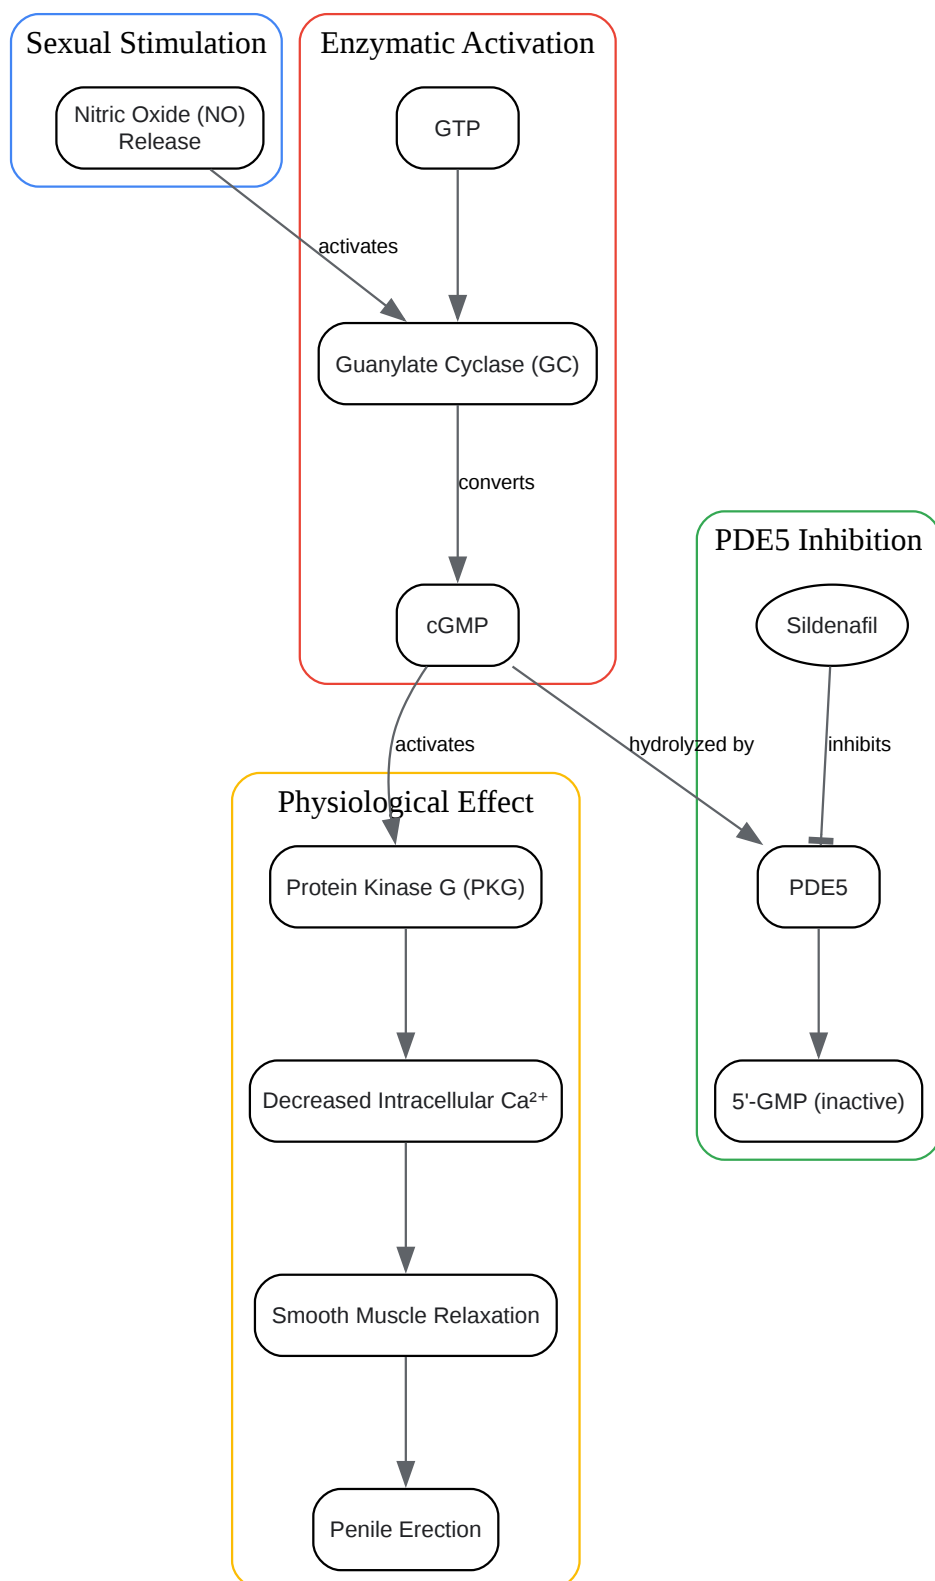 Sexual Stimulation
Nitric Oxide (NO)
Release
Enzymatic Activation
GTP
activates
Guanylate Cyclase (GC)
converts
cGMP
PDE5 Inhibition
Sildenafil
activates
hydrolyzed by
inhibits
Physiological Effect
Protein Kinase G (PKG)
PDE5
Decreased Intracellular Ca²⁺
5'-GMP (inactive)
Smooth Muscle Relaxation
Penile Erection